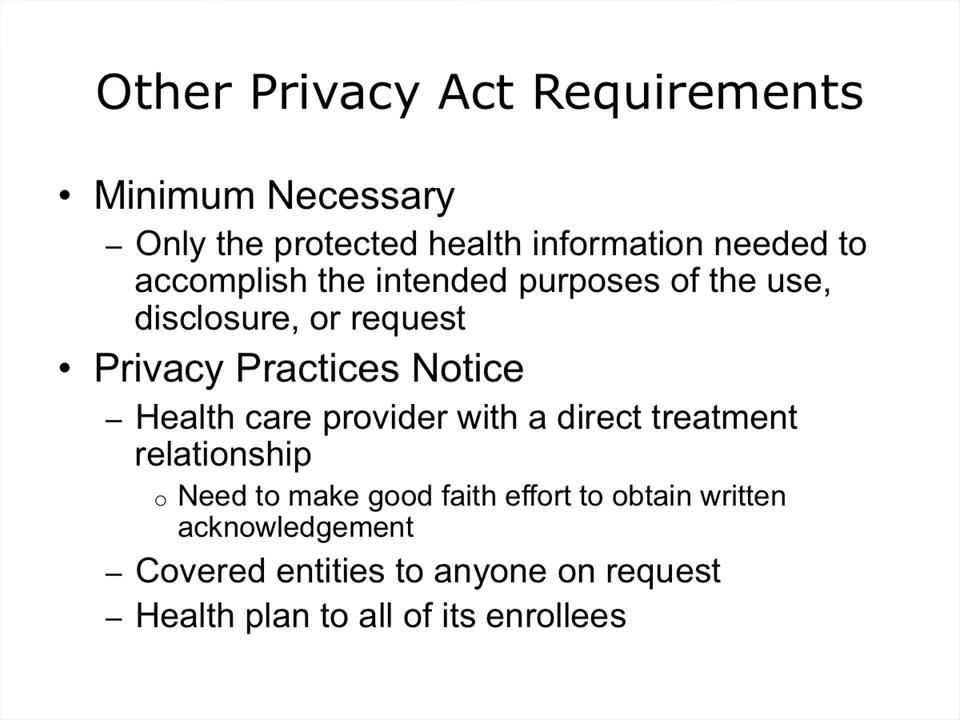 Other Privacy Act Requirements
• Minimum Necessary
– Only the protected health information needed to
accomplish the intended purposes of the use,
disclosure, or request
• Privacy Practices Notice
– Health care provider with a direct treatment
relationship
o Need to make good faith effort to obtain written
acknowledgement
– Covered entities to anyone on request
– Health plan to all of its enrollees